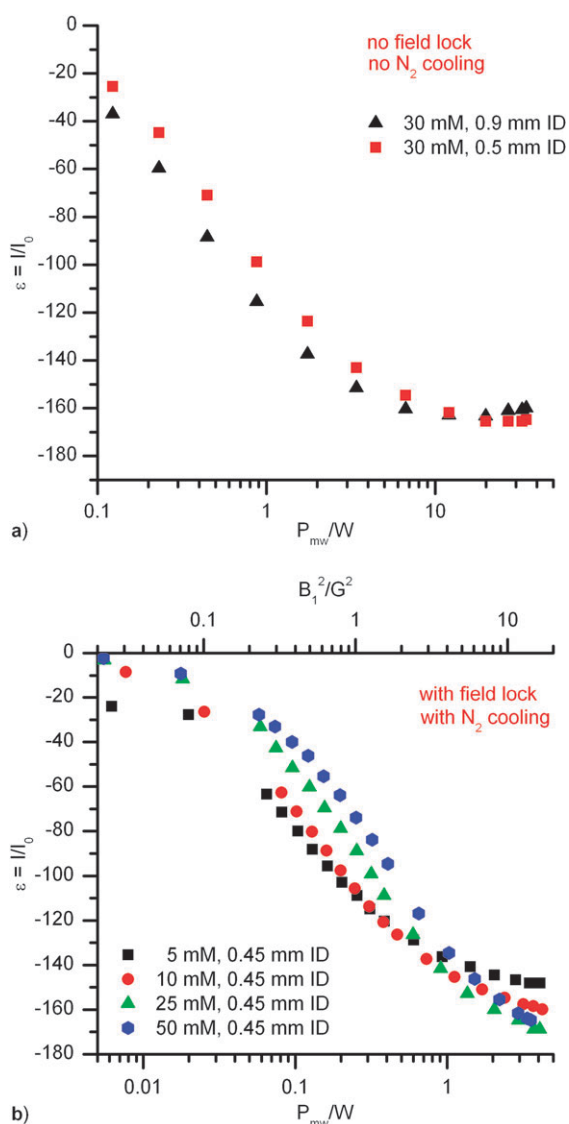 0
-20
-40
-60
-80
-100
-120
-140
-160
-180
ε = I/I₀
no field lock
no N₂ cooling
30 mM, 0.9 mm ID
30 mM, 0.5 mm ID
0.1
1
10
P_mw/W
a)
B₁²/G²
0.1
1
10
0
-20
-40
-60
-80
-100
-120
-140
-160
-180
ε = I/I₀
with field lock
with N₂ cooling
5 mM, 0.45 mm ID
10 mM, 0.45 mm ID
25 mM, 0.45 mm ID
50 mM, 0.45 mm ID
0.01
0.1
1
P_mw/W
b)